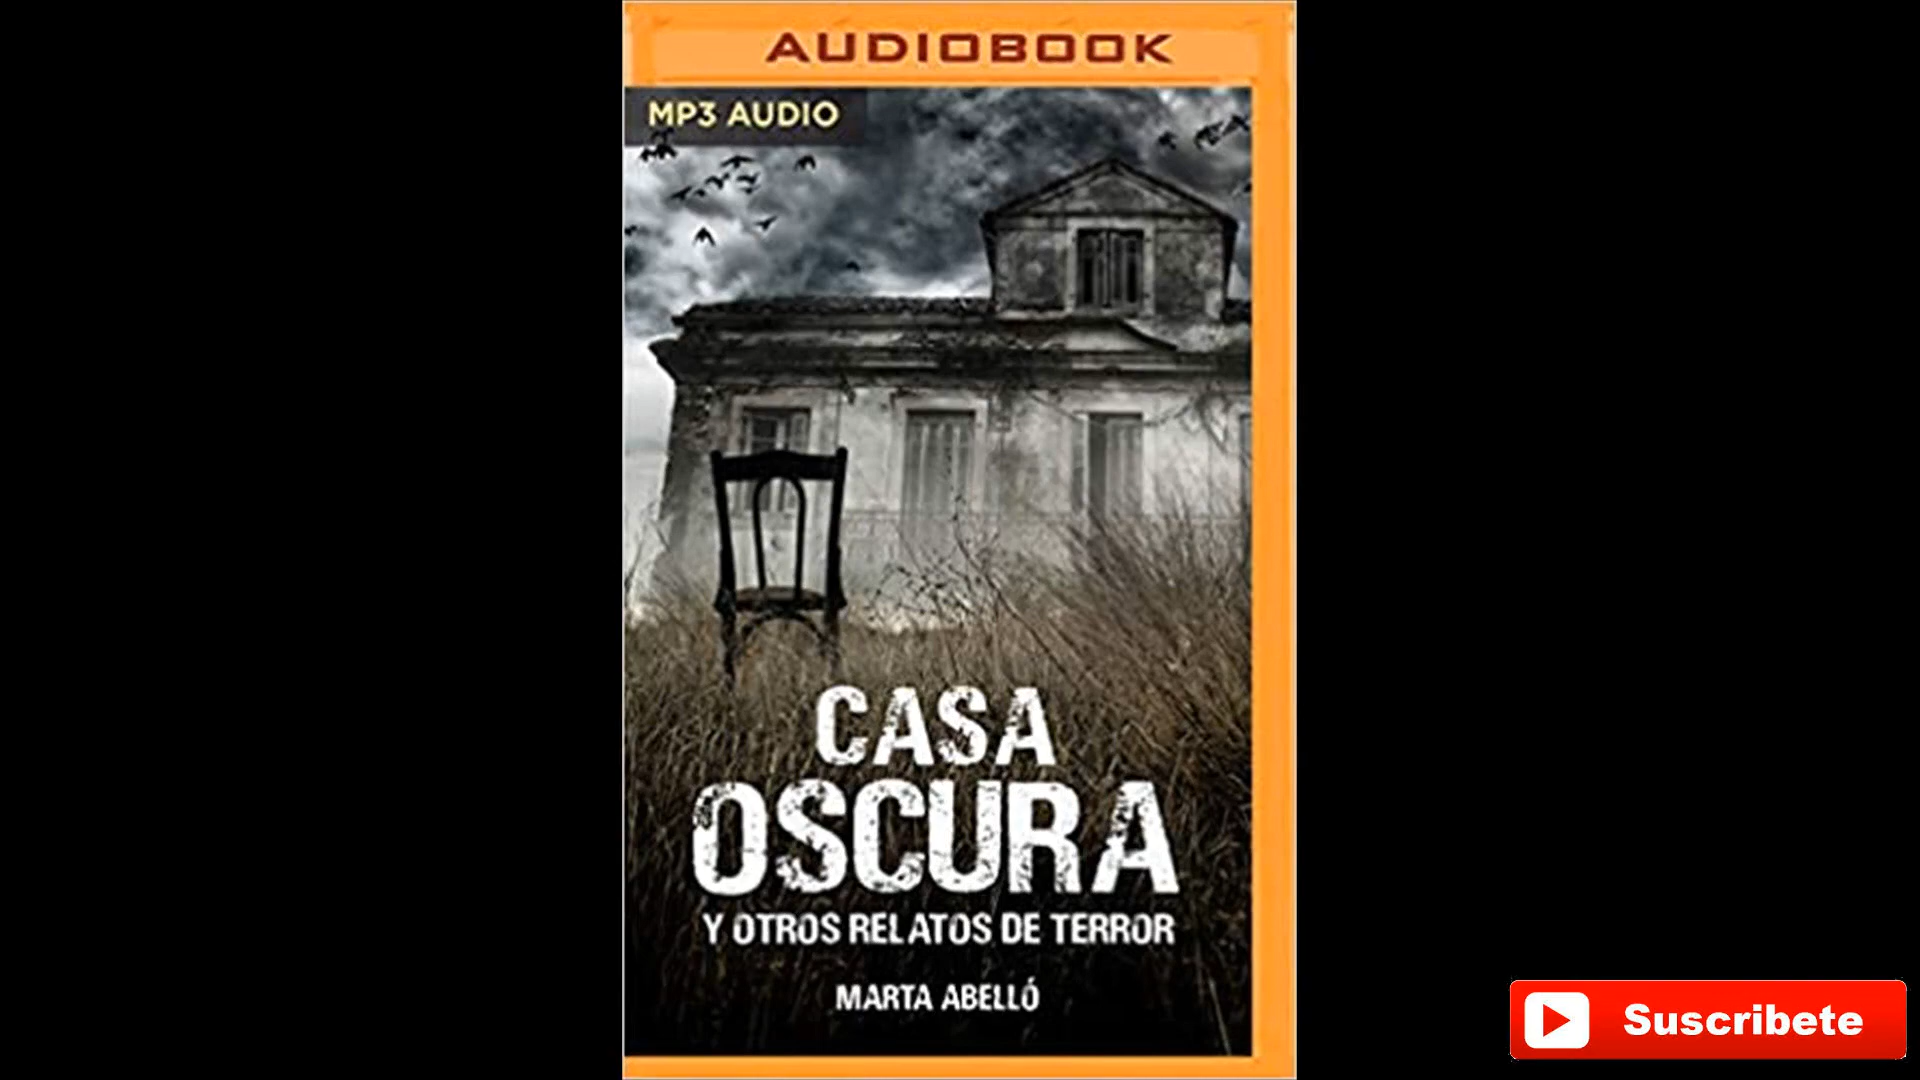 AUDIOBOOK
MP3 AUDIO
CASA
OSCURA
Y OTROS RELATOS DE TERROR
MARTA ABELLÓ
Suscribete